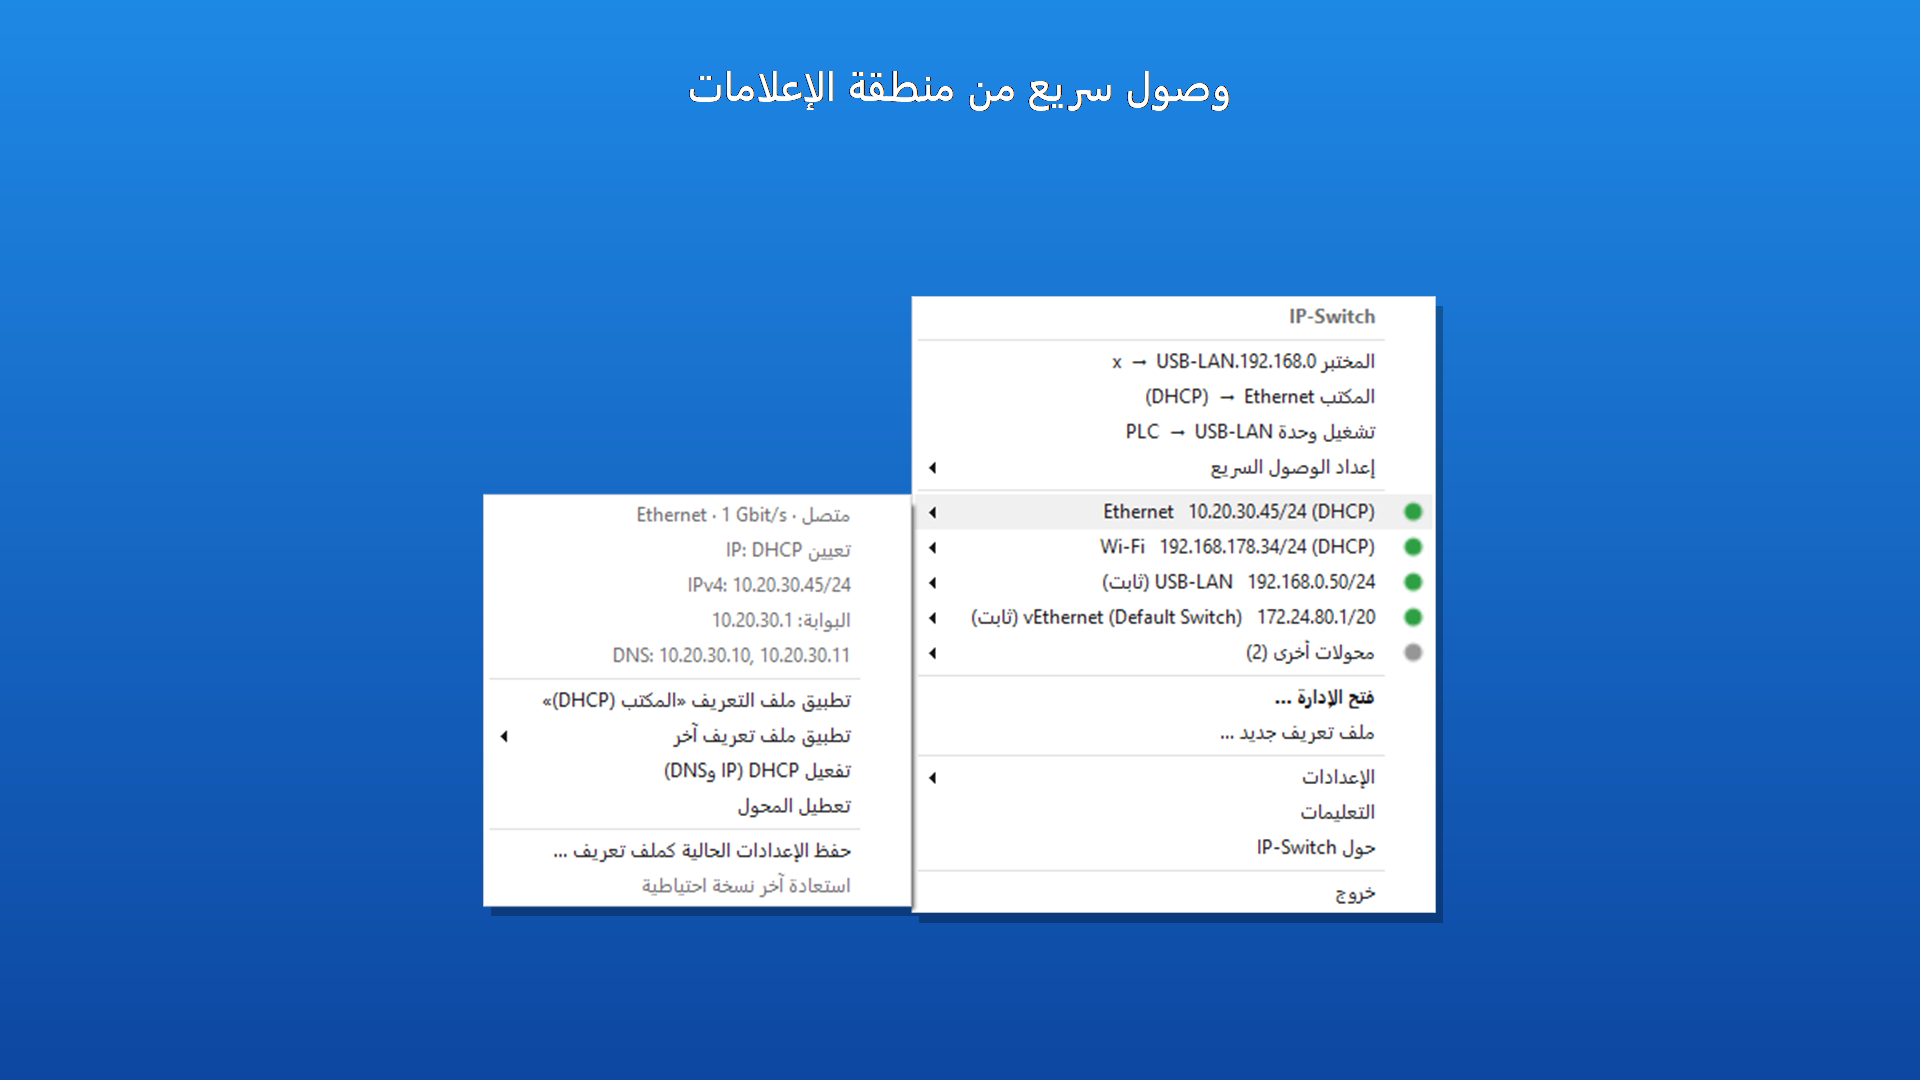 وصول سريع من منطقة الإعلامات
IP-Switch
المختبر USB-LAN.192.168.0 → x
المكتب Ethernet → (DHCP)
تشغيل وحدة PLC → USB-LAN
إعداد الوصول السريع
Ethernet 10.20.30.45/24 (DHCP)
Wi-Fi 192.168.178.34/24 (DHCP)
USB-LAN 192.168.0.50/24 (ثابت)
vEthernet (Default Switch) 172.24.80.1/20 (ثابت)
محولات أخرى (2)
فتح الإدارة ...
ملف تعريف جديد ...
الإعدادات
التعليمات
حول IP-Switch
خروج
متصل · Ethernet · 1 Gbit/s
تعيين IP: DHCP
IPv4: 10.20.30.45/24
البوابة: 10.20.30.1
DNS: 10.20.30.10, 10.20.30.11
تطبيق ملف التعريف «المكتب (DHCP)»
تطبيق ملف تعريف آخر
تفعيل DHCP (IP وDNS)
تعطيل المحول
حفظ الإعدادات الحالية كملف تعريف ...
استعادة آخر نسخة احتياطية